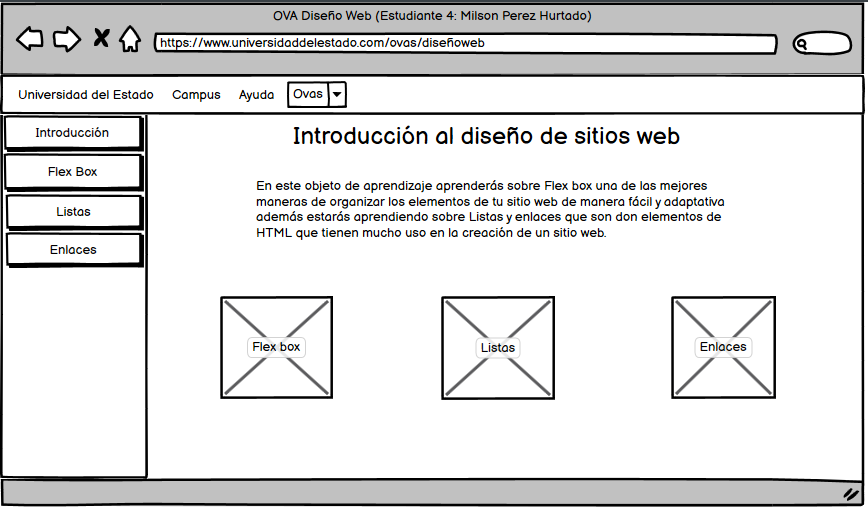 OVA Diseño Web (Estudiante 4: Milson Perez Hurtado)
https://www.universidaddelestado.com/ovas/diseñoweb
Universidad del Estado Campus Ayuda Ovas
Introducción
Flex Box
Listas
Enlaces
Introducción al diseño de sitios web
En este objeto de aprendizaje aprenderás sobre Flex box una de las mejores
maneras de organizar los elementos de tu sitio web de manera fácil y adaptativa
además estarás aprendiendo sobre Listas y enlaces que son don elementos de
HTML que tienen mucho uso en la creación de un sitio web.
Flex box Listas Enlaces